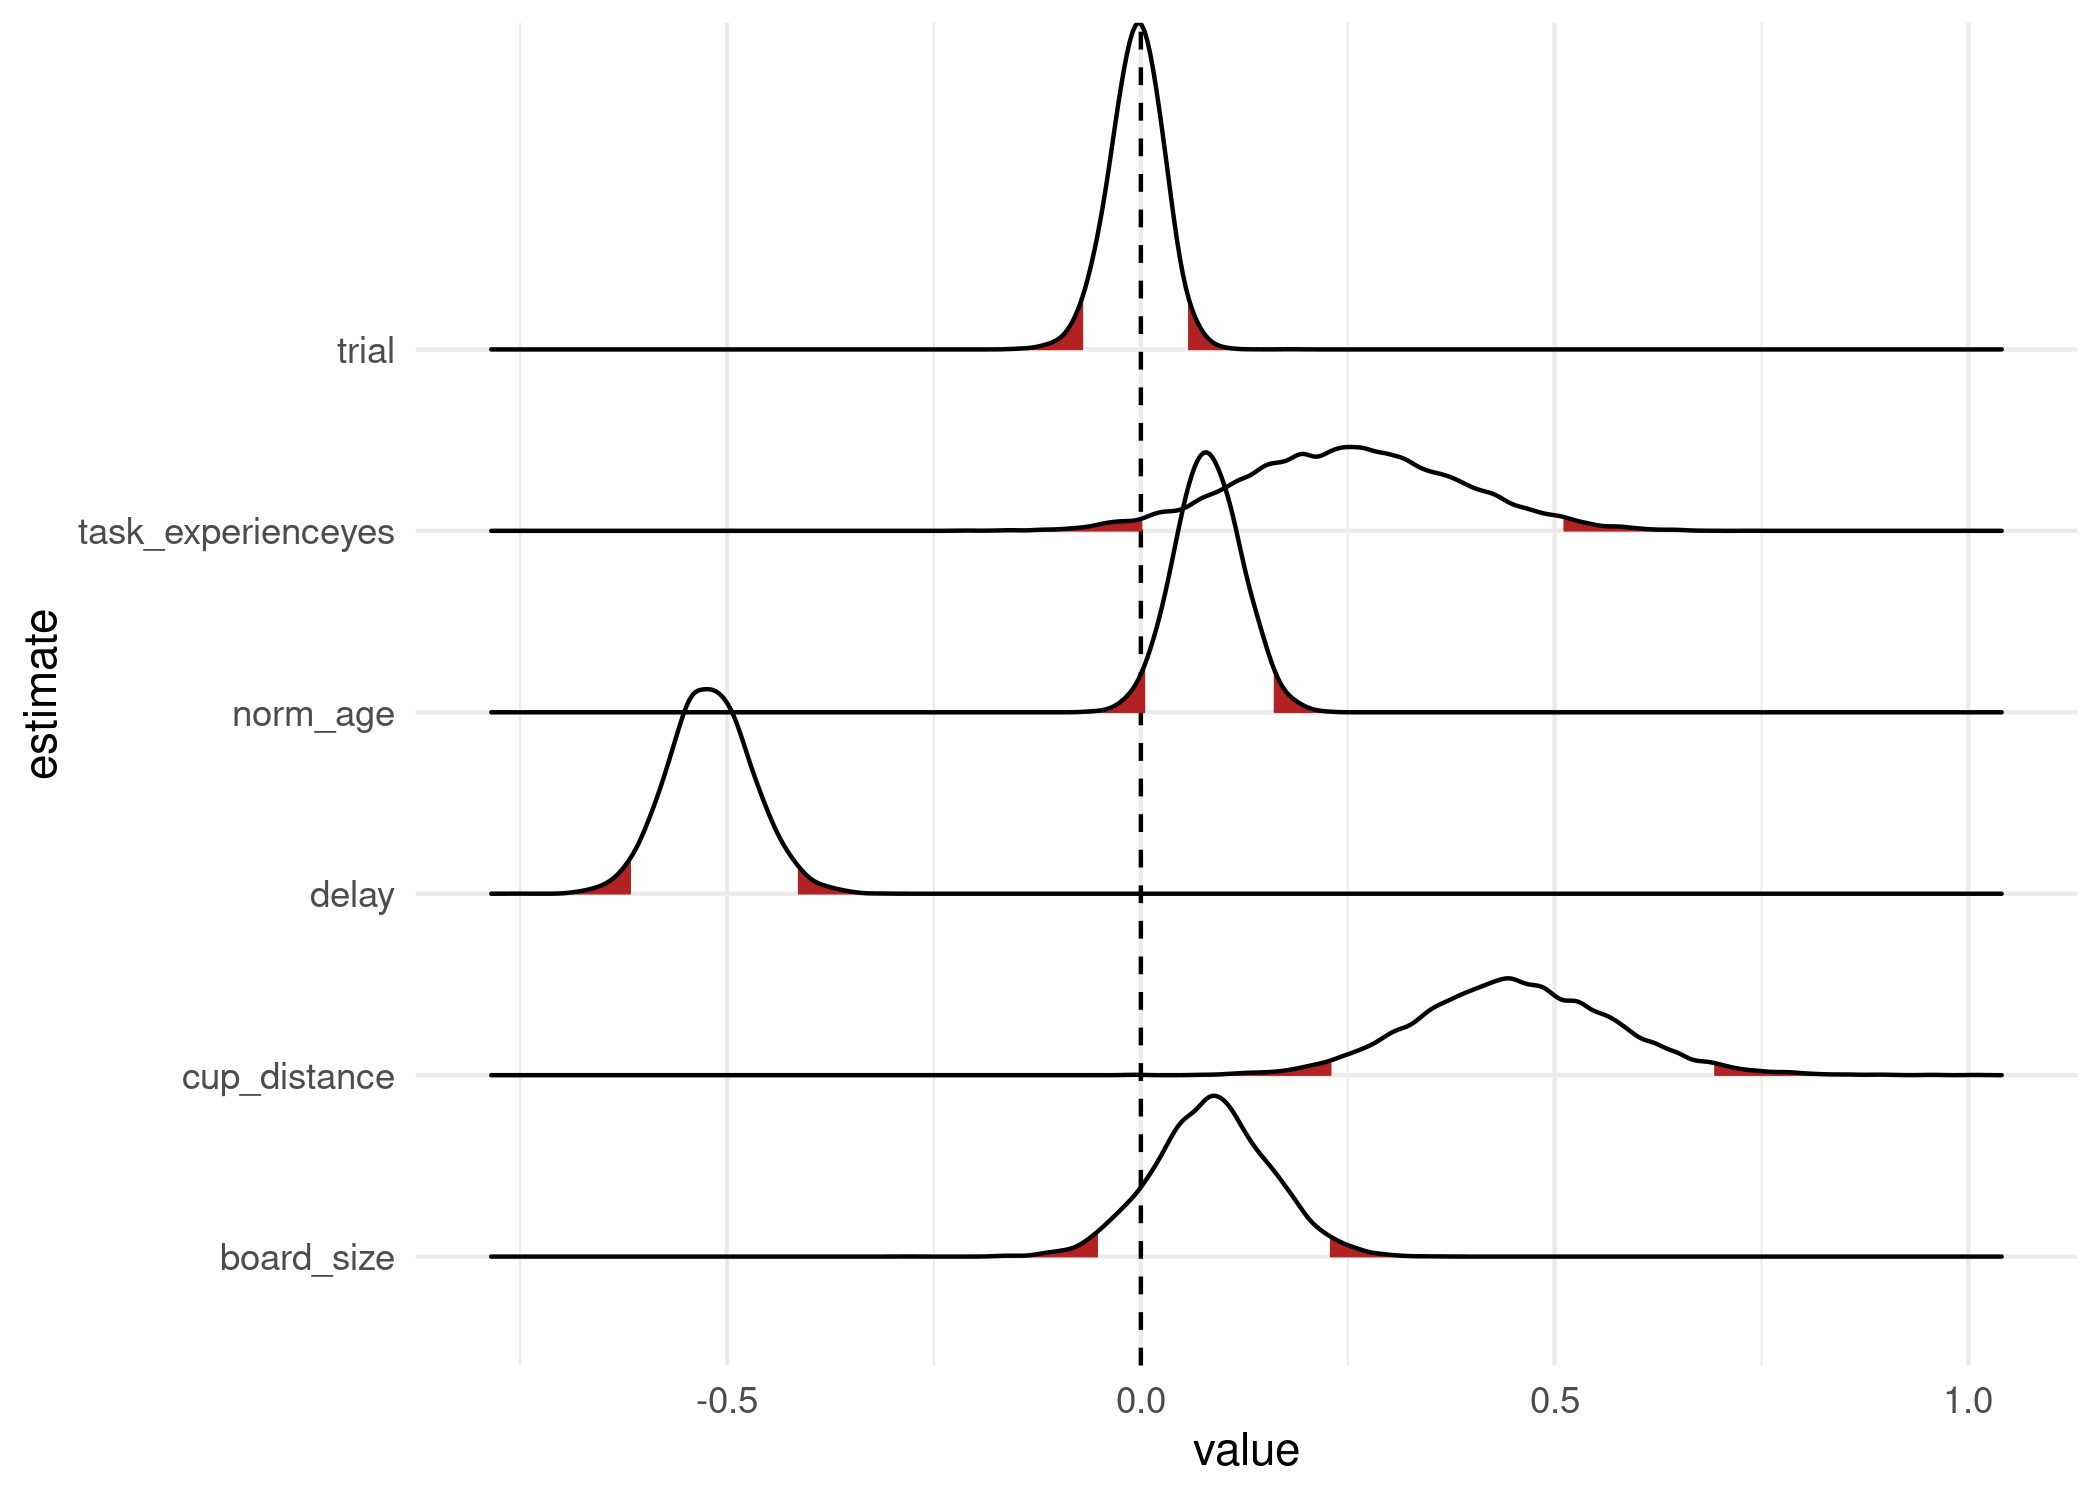 estimate
trial
task_experienceyes
norm_age
delay
cup_distance
board_size
-0.5 0.0 0.5 1.0
value